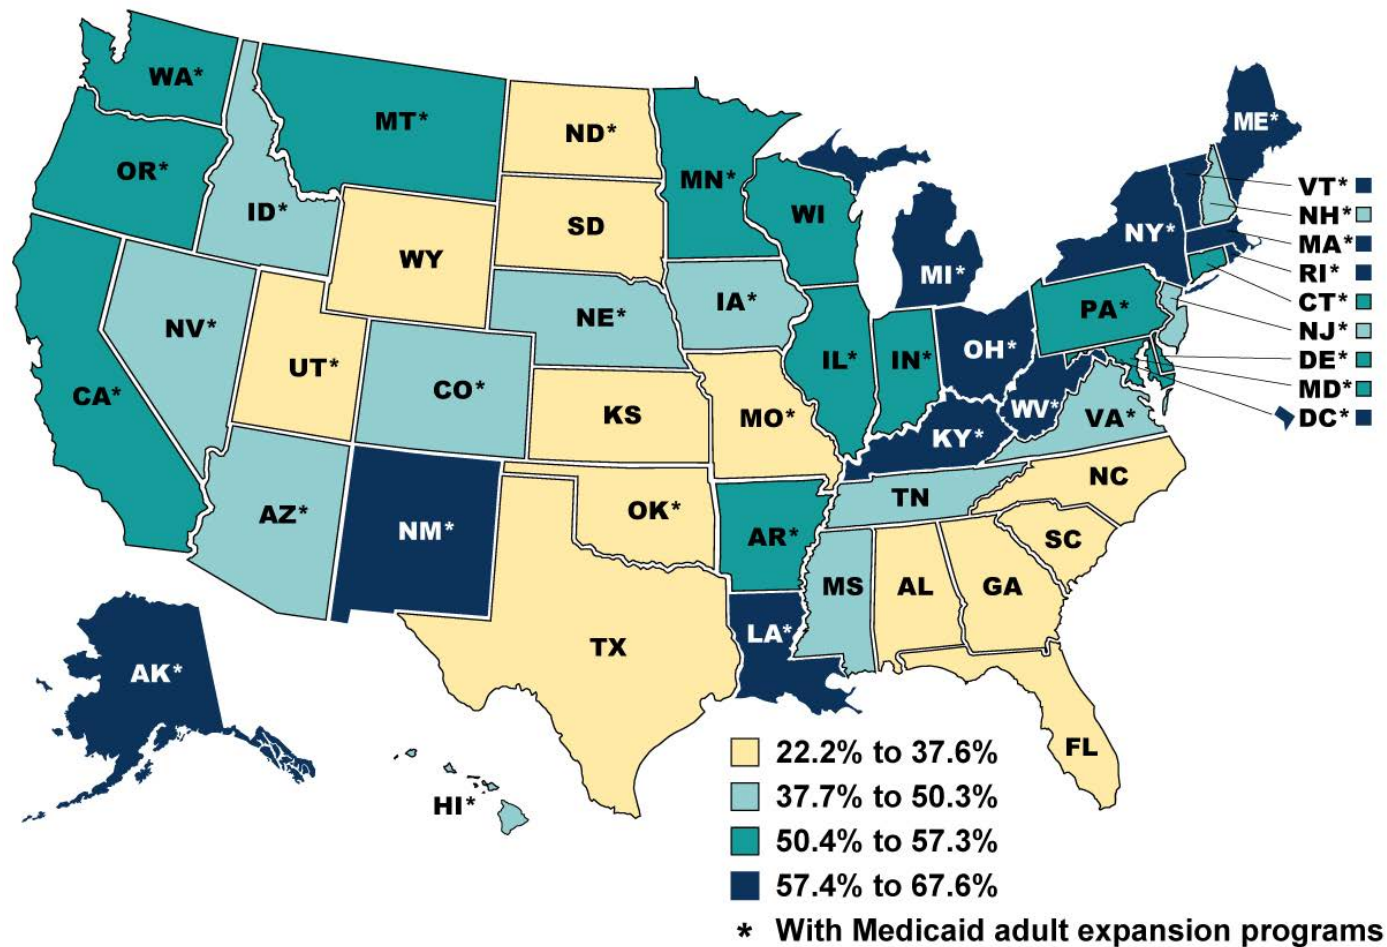 WA*
MT*
ND*
ME*
OR*
MN*
VT*
ID*
SD
WI
NH*
WY
NY*
MA*
MI*
RI*
NV*
NE*
IA*
PA*
CT*
NJ*
UT*
CO*
IL*
IN*
OH*
DE*
MD*
CA*
KS
MO*
WV*
VA*
DC*
KY*
AZ*
NM*
OK*
AR*
TN
NC
SC
MS
AL
GA
TX
LA*
AK*
FL
HI*
22.2% to 37.6%
37.7% to 50.3%
50.4% to 57.3%
57.4% to 67.6%
* With Medicaid adult expansion programs